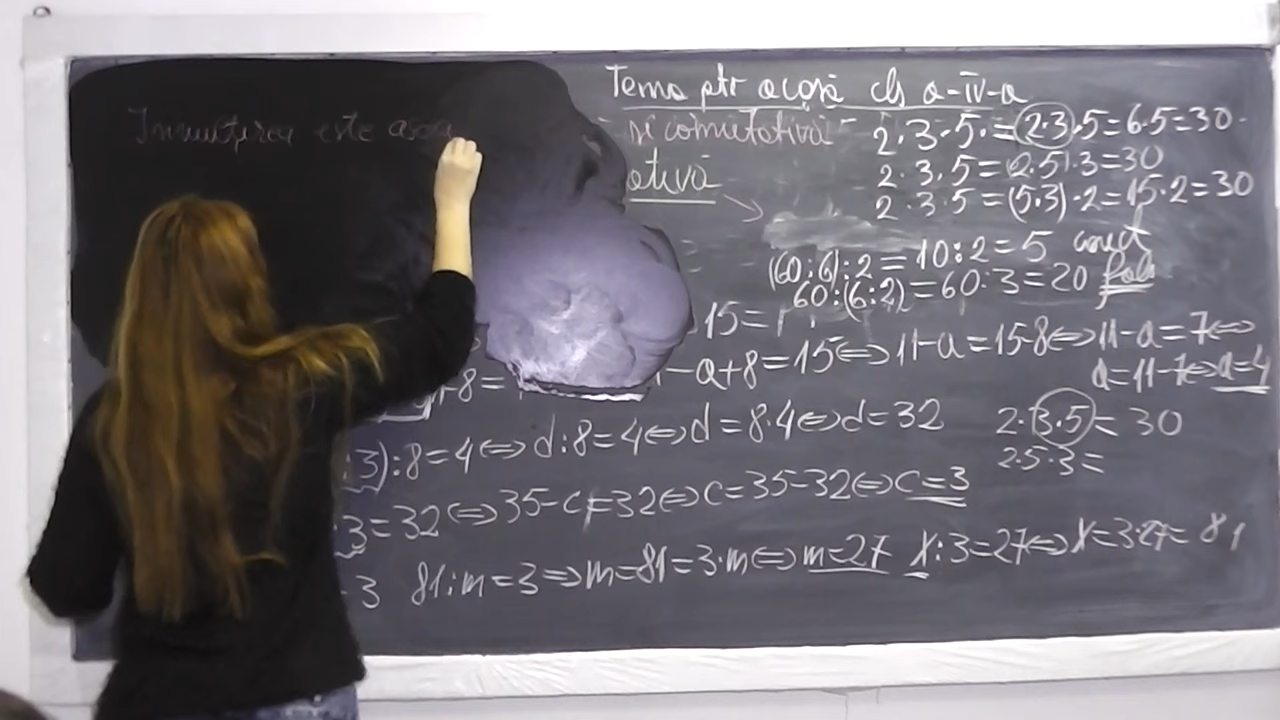 Tema ptr acasă cls a-IV-a
Inmulțirea este asoci și comutativă
2·3·5·=(2·3)·5=6·5=30
ativă
2·3·5=(2·5)·3=30
2·3·5=(5·3)·2=15·2=30
(60:6):2=10:2=5 corect
60:(6:2)=60:3=20 fals
15=
+8= -a+8=15⇔11-a=15-8⇔11-a=7⇔
a=11-7⇔a=4
2·(3·5)=30
:3):8=4⇔d:8=4⇔d=8·4⇔d=32
2·5·3=
:3=32⇔35-c=32⇔c=35-32⇔c=3
3 81:m=3⇒m=81=3·m⇔m=27 x:3=27⇔x=3·27=81